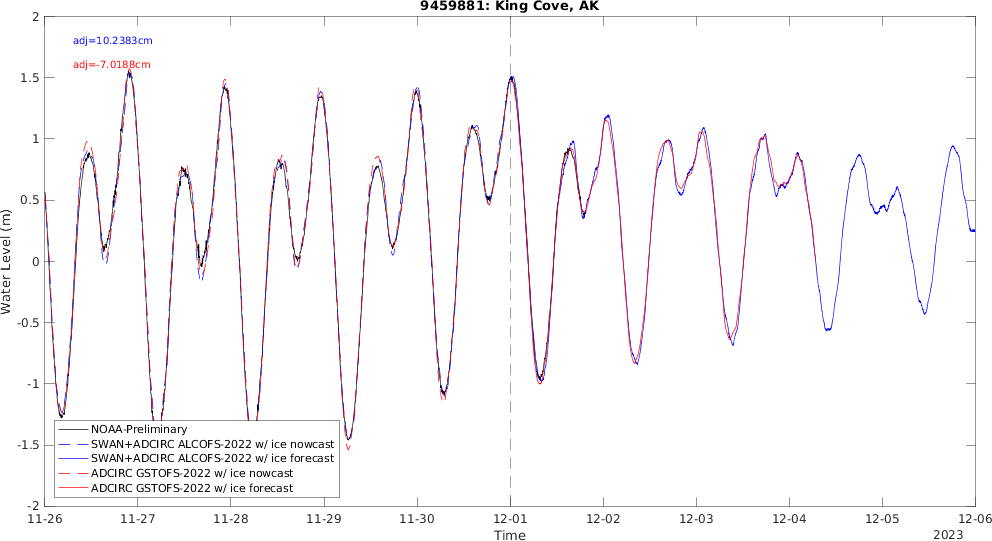 9459881: King Cove, AK
2
adj=10.2383cm
adj=-7.0188cm
1.5
1
0.5
0
-0.5
-1
-1.5
-2
Water Level (m)
NOAA-Preliminary
SWAN+ADCIRC ALCOFS-2022 w/ ice nowcast
SWAN+ADCIRC ALCOFS-2022 w/ ice forecast
ADCIRC GSTOFS-2022 w/ ice nowcast
ADCIRC GSTOFS-2022 w/ ice forecast
11-26 11-27 11-28 11-29 11-30 12-01 12-02 12-03 12-04 12-05 12-06
Time
2023